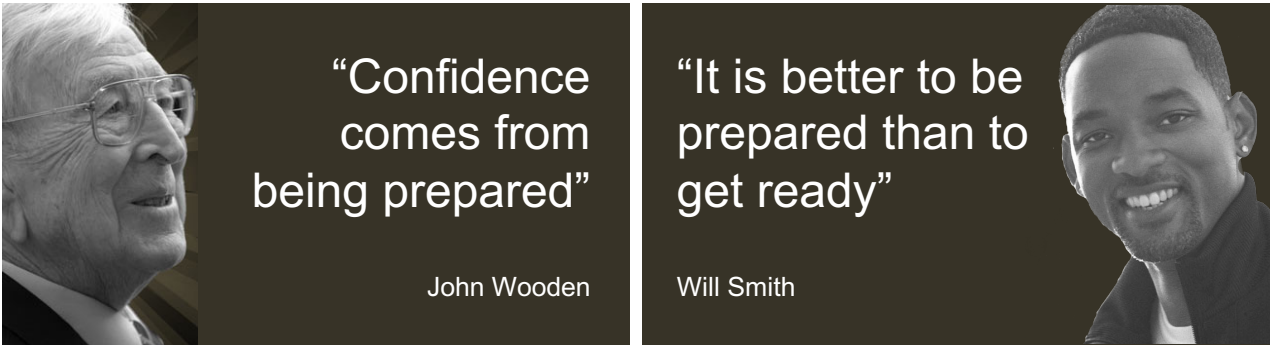 “Confidence
comes from
being prepared”
John Wooden
“It is better to be
prepared than to
get ready”
Will Smith